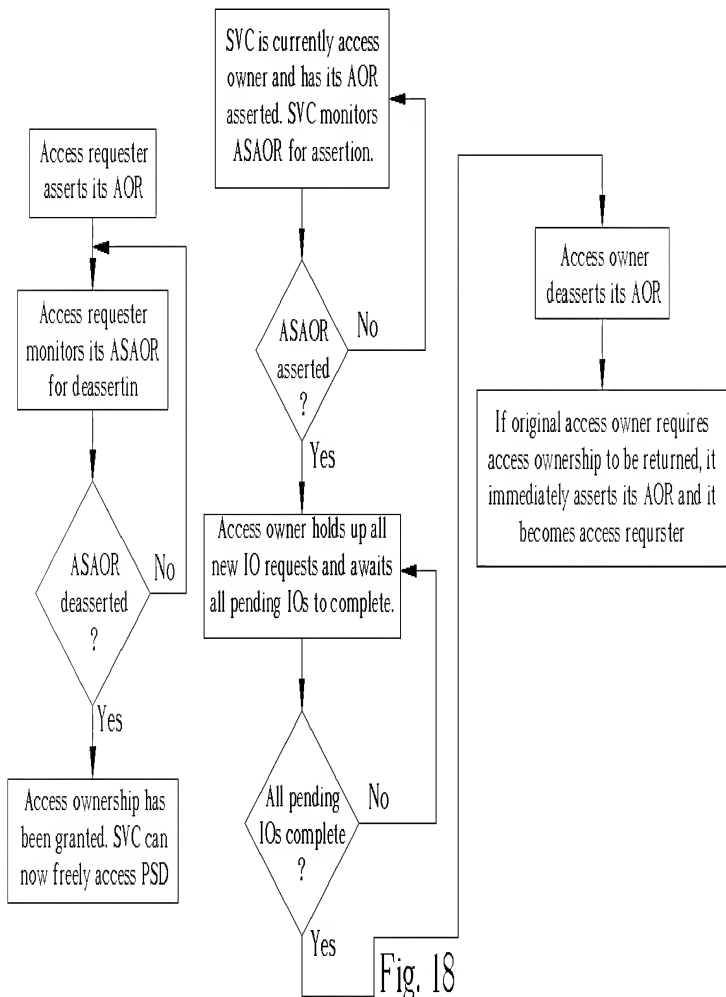 Access requester
asserts its AOR
Access requester
monitors its ASAOR
for deassertin
ASAOR
deasserted
?
No
Yes
Access ownership has
been granted. SVC can
now freely access PSD
SVC is currently access
owner and has its AOR
asserted. SVC monitors
ASAOR for assertion.
ASAOR
asserted
?
No
Yes
Access owner holds up all
new IO requests and awaits
all pending IOs to complete.
All pending
IOs complete
?
No
Yes
Access owner
deasserts its AOR
If original access owner requires
access ownership to be returned, it
immediately asserts its AOR and it
becomes access requrster
Fig. 18